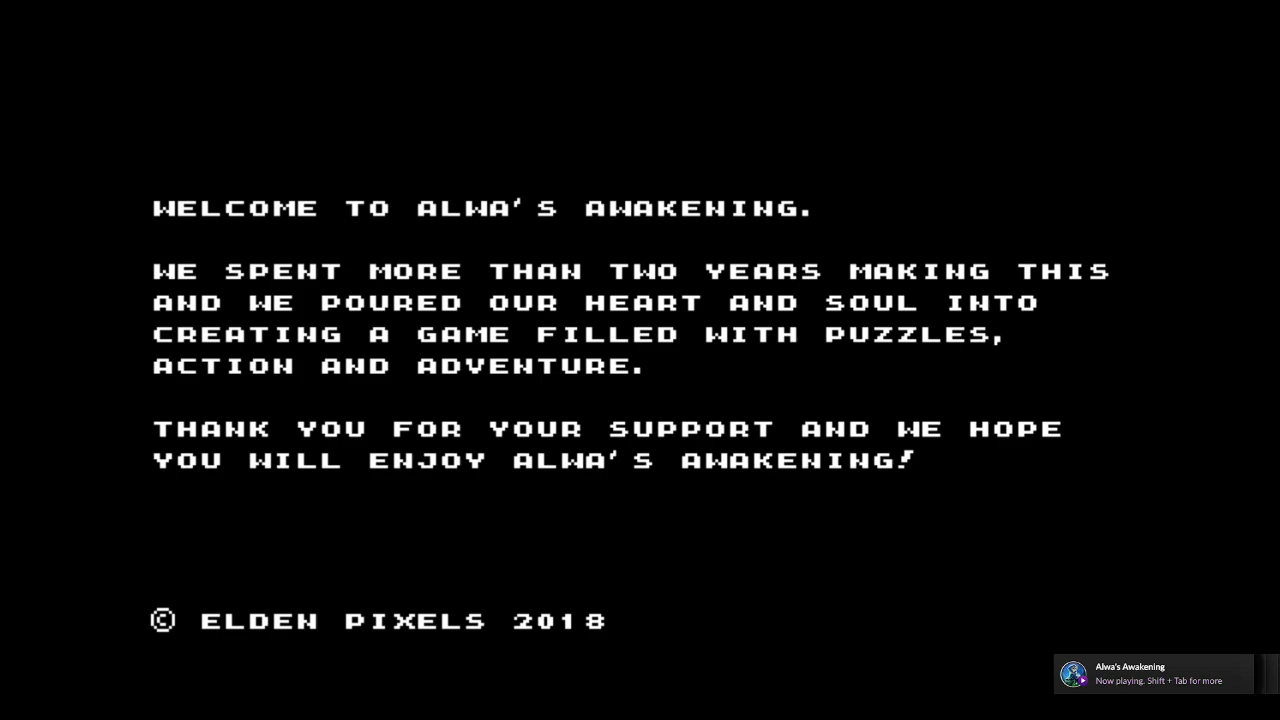 WELCOME TO ALWA'S AWAKENING.
WE SPENT MORE THAN TWO YEARS MAKING THIS
AND WE POURED OUR HEART AND SOUL INTO
CREATING A GAME FILLED WITH PUZZLES,
ACTION AND ADVENTURE.
THANK YOU FOR YOUR SUPPORT AND WE HOPE
YOU WILL ENJOY ALWA'S AWAKENING!
© ELDEN PIXELS 2018
Alwa's Awakening
Now playing. Shift + Tab for more